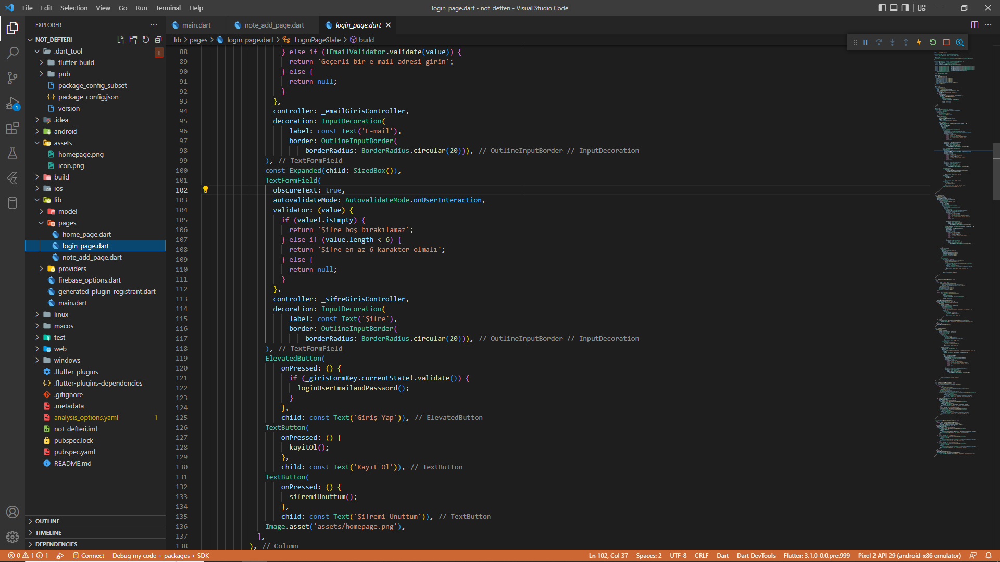 File Edit Selection View Go Run Terminal Help
login_page.dart - not_defteri - Visual Studio Code
EXPLORER
NOT_DEFTERI
.dart_tool
flutter_build
pub
package_config_subset
package_config.json
version
.idea
android
assets
homepage.png
icon.png
build
ios
lib
model
pages
home_page.dart
login_page.dart
note_add_page.dart
providers
firebase_options.dart
generated_plugin_registrant.dart
main.dart
linux
macos
test
web
windows
.flutter-plugins
.flutter-plugins-dependencies
.gitignore
.metadata
analysis_options.yaml 1
not_defteri.iml
pubspec.lock
pubspec.yaml
README.md
OUTLINE
TIMELINE
DEPENDENCIES
main.dart note_add_page.dart login_page.dart
lib > pages > login_page.dart > _LoginPageState > build
88 } else if (!EmailValidator.validate(value)) {
89 return 'Geçerli bir e-mail adresi girin';
90 } else {
91 return null;
92 }
93 },
94 controller: _emailGirisController,
95 decoration: InputDecoration(
96 label: const Text('E-mail'),
97 border: OutlineInputBorder(
98 borderRadius: BorderRadius.circular(20))), // OutlineInputBorder // InputDecoration
99 ), // TextFormField
100 const Expanded(child: SizedBox()),
101 TextFormField(
102 obscureText: true,
103 autovalidateMode: AutovalidateMode.onUserInteraction,
104 validator: (value) {
105 if (value!.isEmpty) {
106 return 'Şifre boş bırakılamaz';
107 } else if (value.length < 6) {
108 return 'Şifre en az 6 karakter olmalı';
109 } else {
110 return null;
111 }
112 },
113 controller: _sifreGirisController,
114 decoration: InputDecoration(
115 label: const Text('Şifre'),
116 border: OutlineInputBorder(
117 borderRadius: BorderRadius.circular(20))), // OutlineInputBorder // InputDecoration
118 ), // TextFormField
119 ElevatedButton(
120 onPressed: () {
121 if (_girisFormKey.currentState!.validate()) {
122 loginUserEmailandPassword();
123 }
124 },
125 child: const Text('Giriş Yap')), // ElevatedButton
126 TextButton(
127 onPressed: () {
128 kayitOl();
129 },
130 child: const Text('Kayıt Ol')), // TextButton
131 TextButton(
132 onPressed: () {
133 sifremiUnuttum();
134 },
135 child: const Text('Şifremi Unuttum')), // TextButton
136 Image.asset('assets/homepage.png'),
137 ],
138 ), // Column
0 1 1 Connect Debug my code + packages + SDK Ln 102, Col 37 Spaces: 2 UTF-8 CRLF Dart Dart DevTools Flutter: 3.1.0-0.0.pre.999 Pixel 2 API 29 (android-x86 emulator)